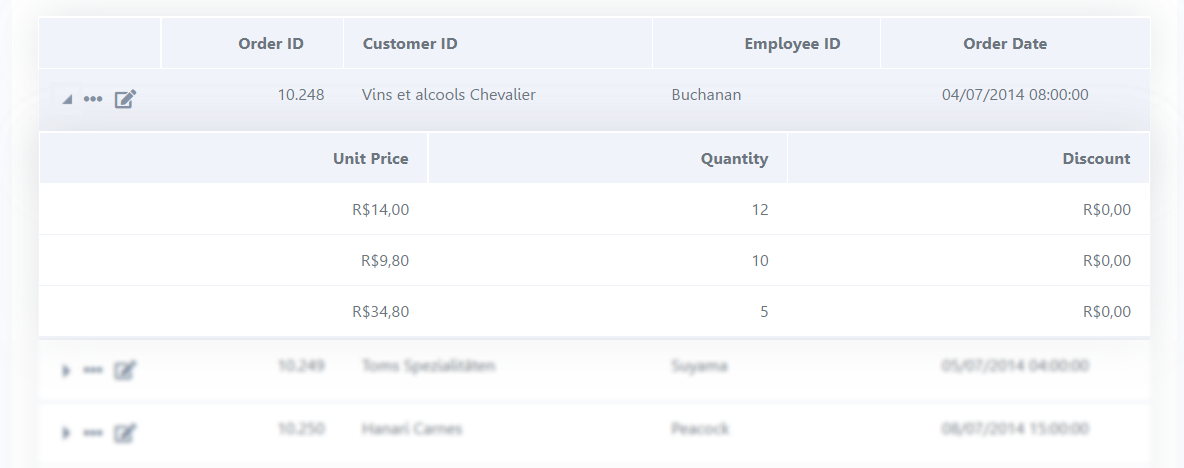 Order ID Customer ID Employee ID Order Date
10.248 Vins et alcools Chevalier Buchanan 04/07/2014 08:00:00
Unit Price Quantity Discount
R$14,00 12 R$0,00
R$9,80 10 R$0,00
R$34,80 5 R$0,00
10.249 Toms Spezialitäten Suyama 05/07/2014 04:00:00
10.250 Hanari Carnes Peacock 08/07/2014 15:00:00